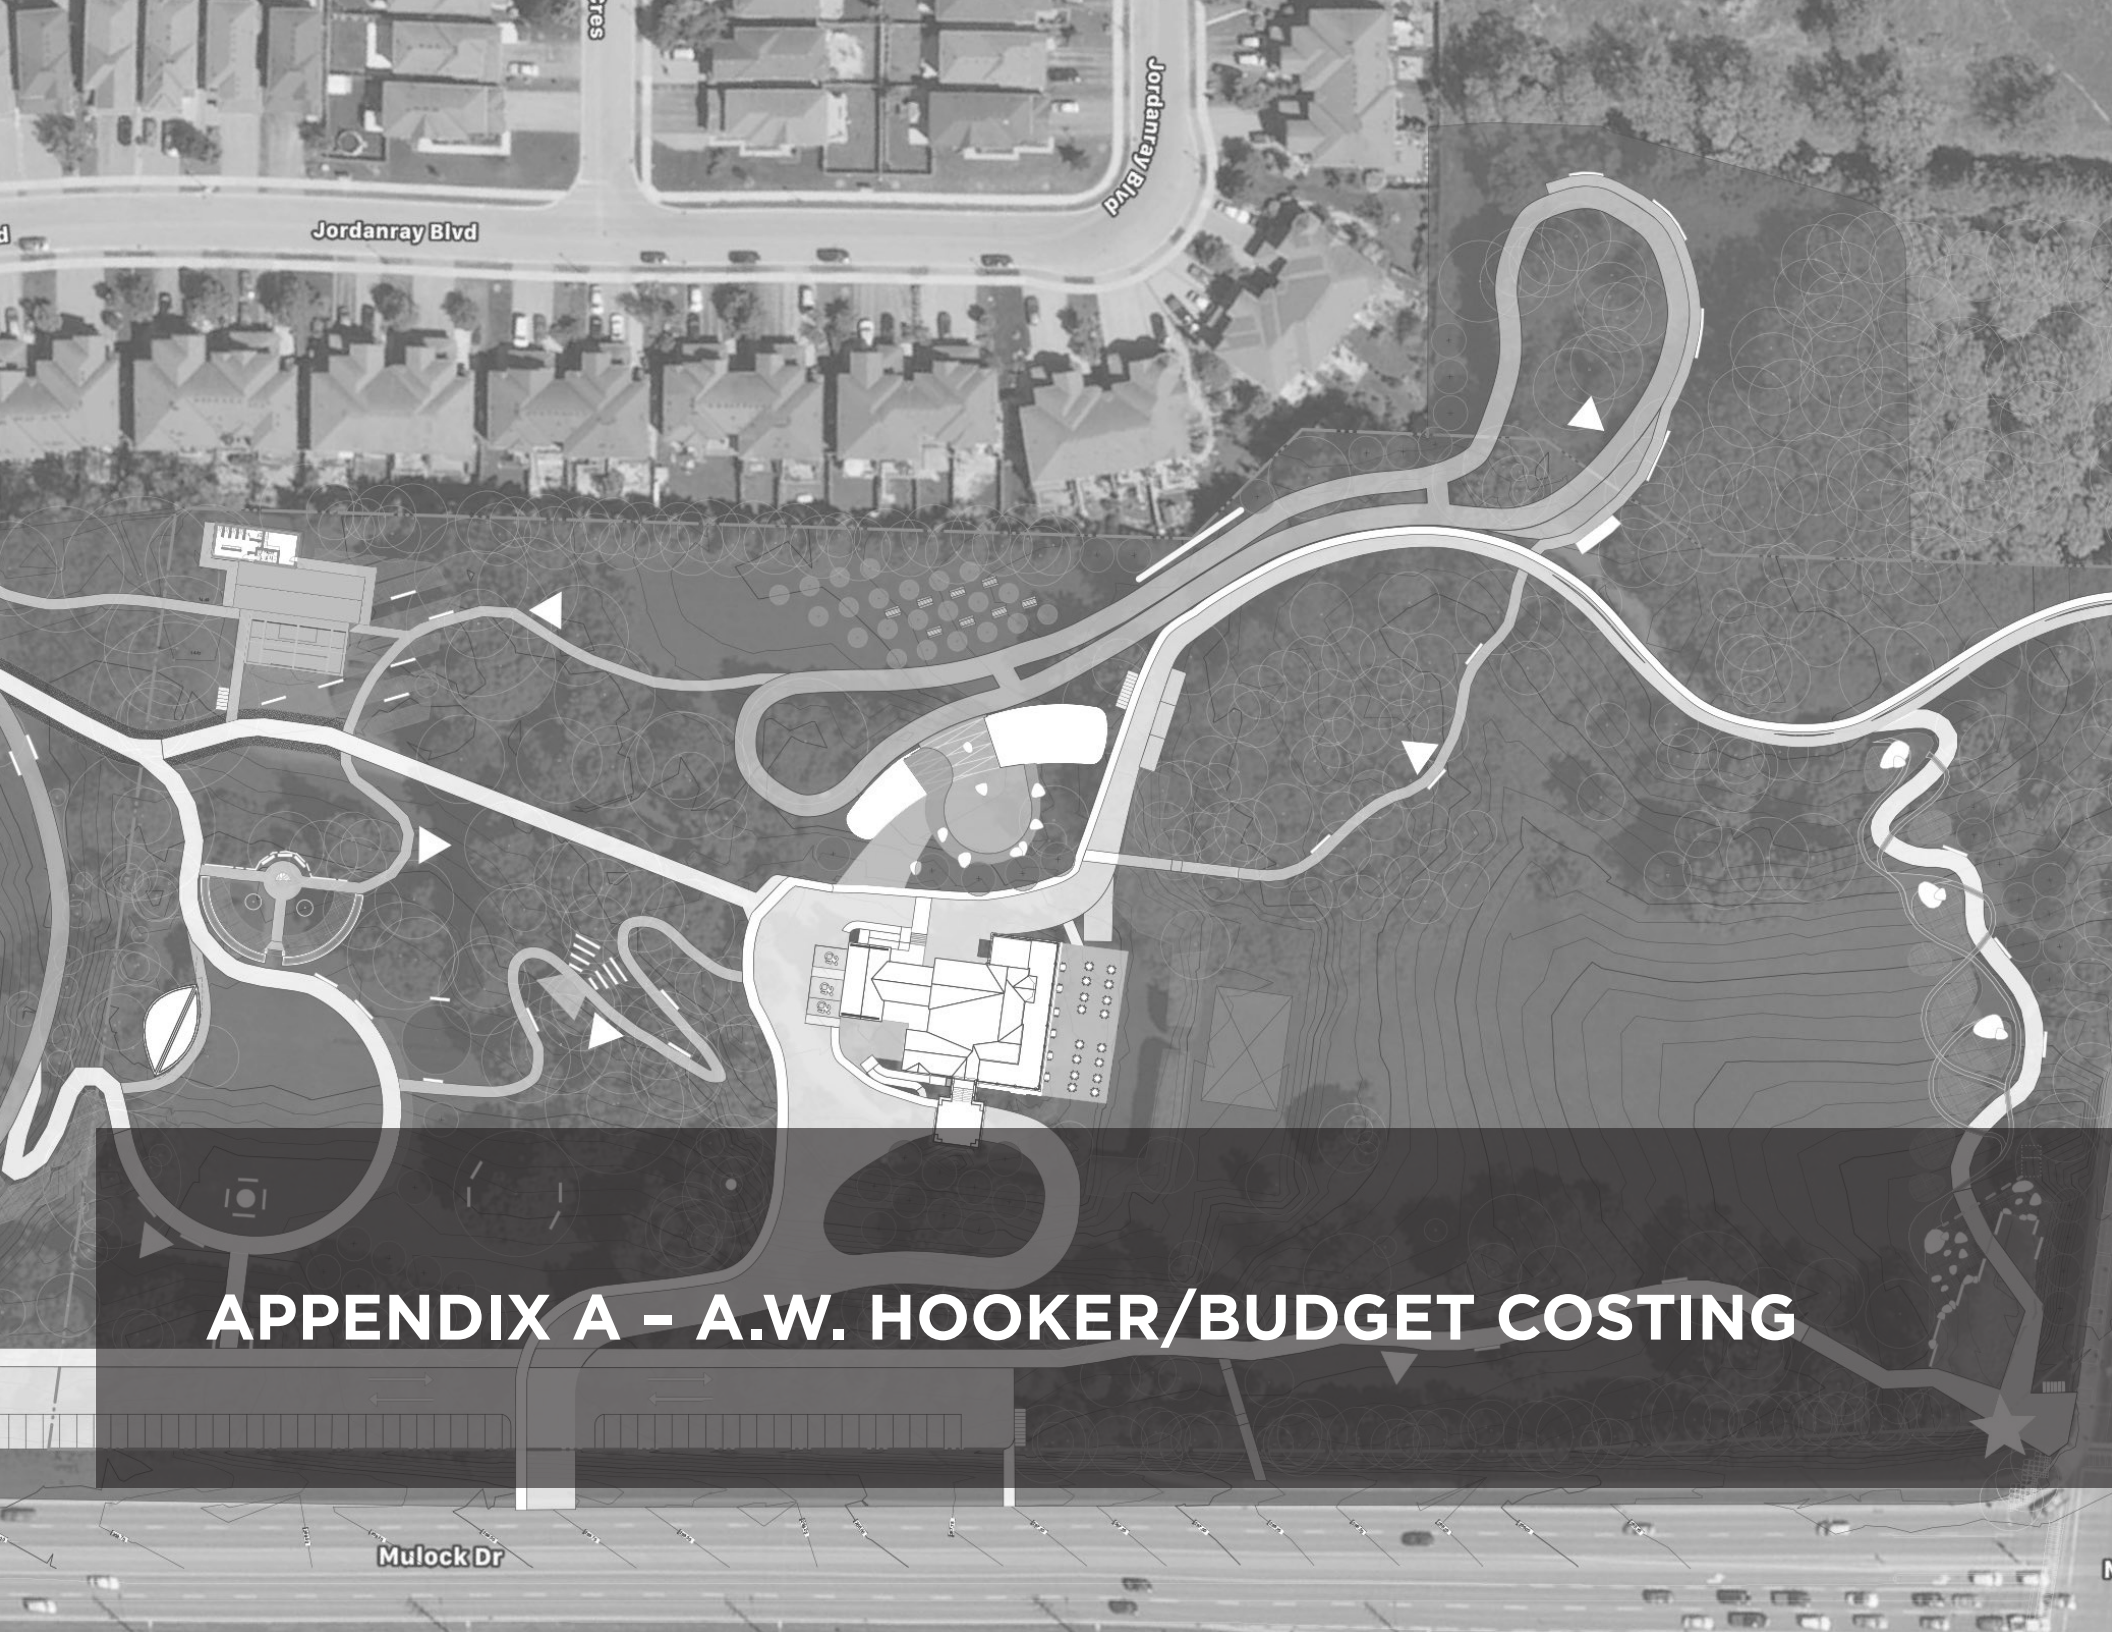 Jordanray Blvd
Jordanray Blvd
APPENDIX A – A.W. HOOKER/BUDGET COSTING
Mulock Dr